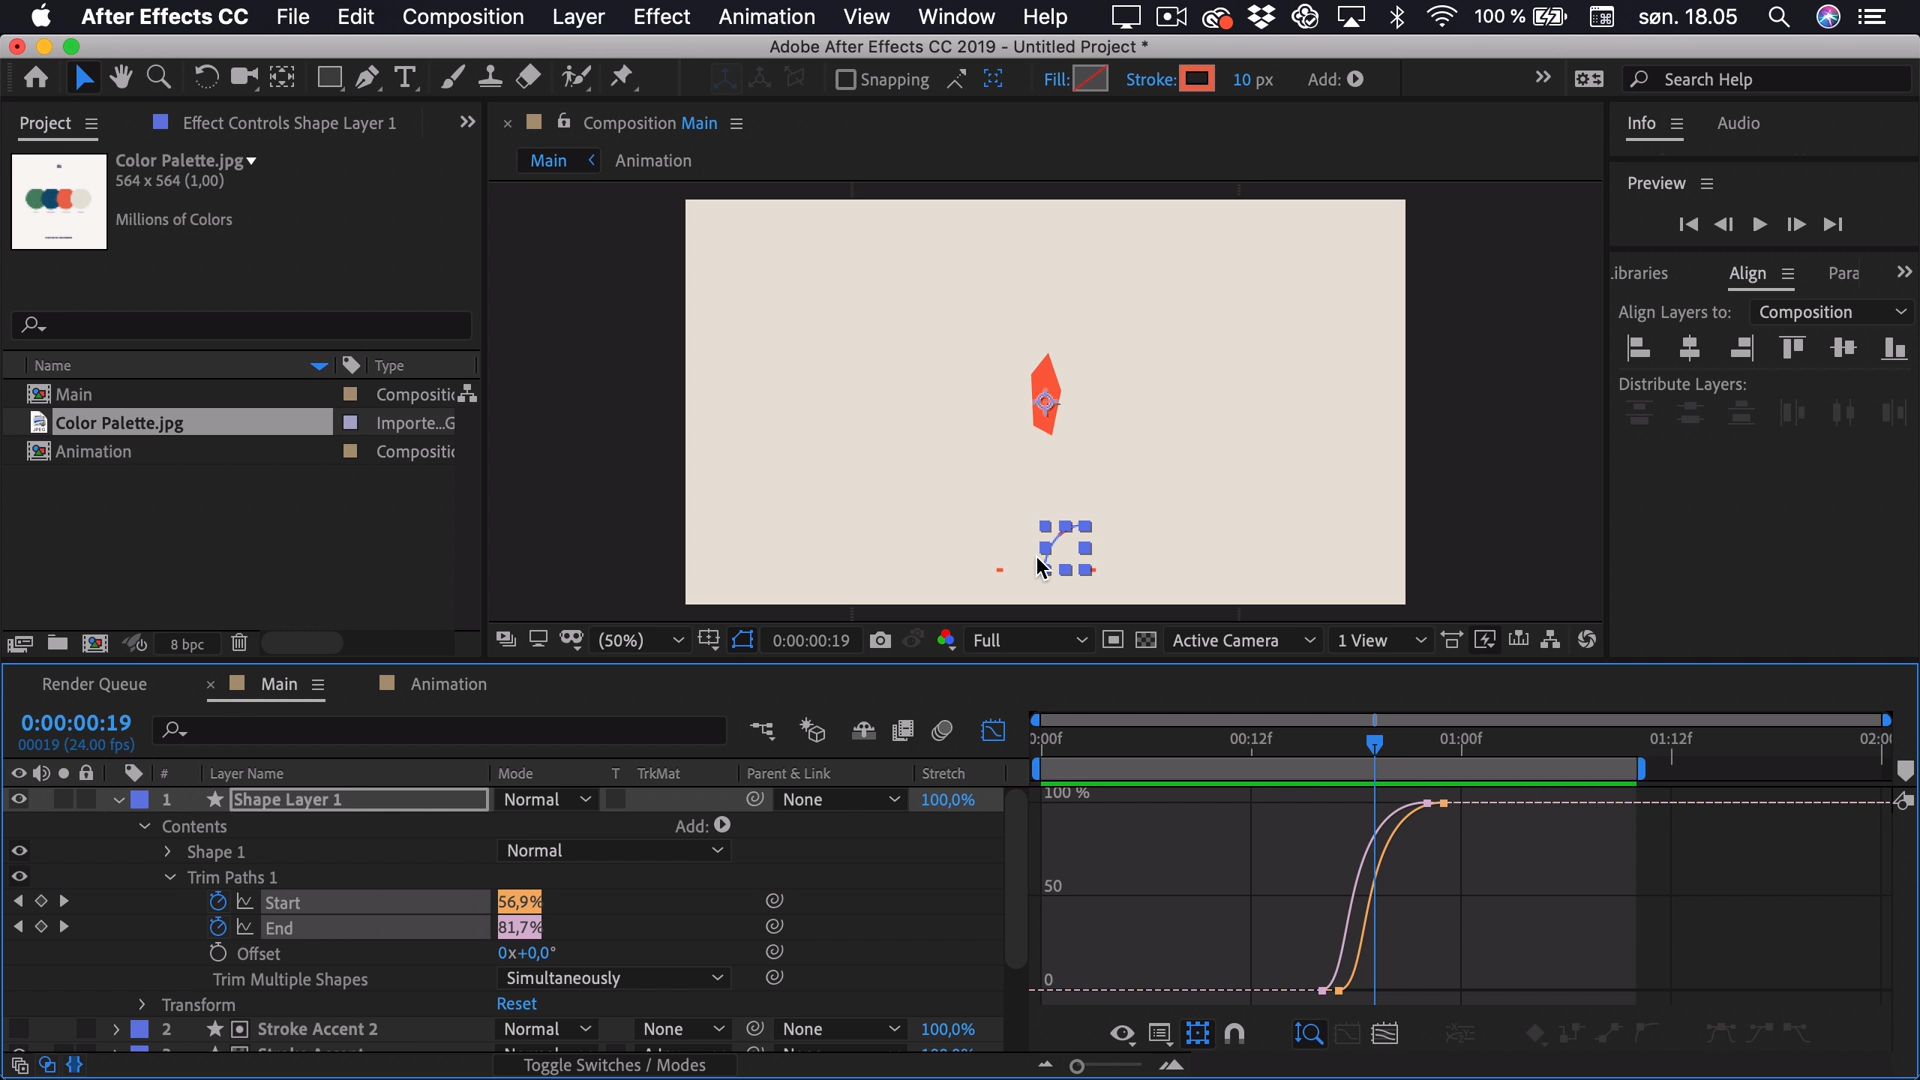 After Effects CC File Edit Composition Layer Effect Animation View Window Help 100 % søn. 18.05
Adobe After Effects CC 2019 - Untitled Project *
Snapping Fill: Stroke: 10 px Add: Search Help
Project Effect Controls Shape Layer 1
Composition Main
Info Audio
Color Palette.jpg
564 x 564 (1,00)
Millions of Colors
Main Animation
Preview
ibraries Align Para
Align Layers to: Composition
Distribute Layers:
Name Type
Main Compositi
Color Palette.jpg Importe...G
Animation Compositi
8 bpc
(50%) 0:00:00:19 Full Active Camera 1 View
Render Queue Main Animation
0:00:00:19
00019 (24.00 fps)
0:00f 00:12f 01:00f 01:12f 02:0
# Layer Name Mode T TrkMat Parent & Link Stretch
1 Shape Layer 1 Normal None 100,0%
Contents Add:
Shape 1 Normal
Trim Paths 1
Start 56,9%
End 81,7%
Offset 0x+0,0°
Trim Multiple Shapes Simultaneously
Transform Reset
2 Stroke Accent 2 Normal None None 100,0%
100 %
50
0
Toggle Switches / Modes